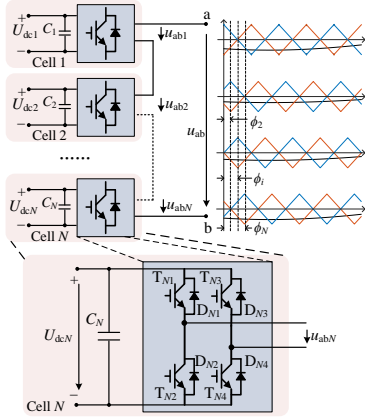 + U_dc1 − C_1 Cell 1 u_ab1 a
+ U_dc2 − C_2 Cell 2 u_ab2 u_ab ϕ_2
......
ϕ_i
+ U_dcN − C_N Cell N u_abN b ϕ_N
T_N1 T_N3
D_N1 D_N3
+ U_dcN − C_N u_abN
D_N2 D_N4
T_N2 T_N4
Cell N